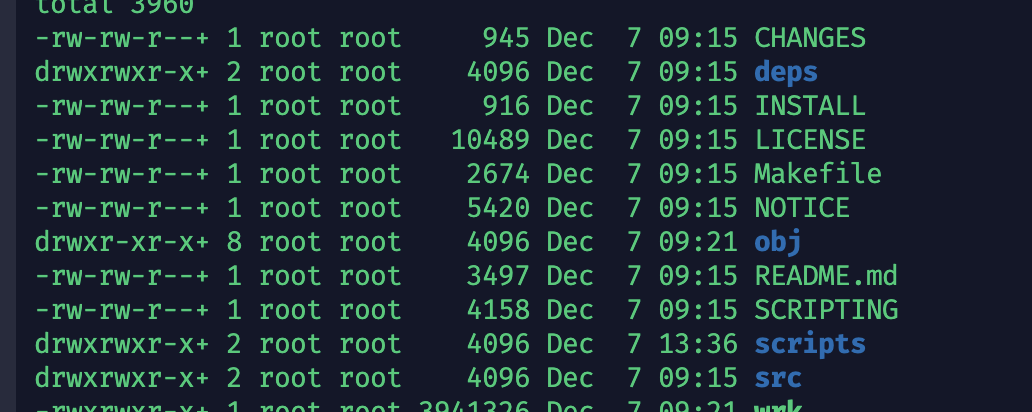 total 3960
-rw-rw-r--+ 1 root root     945 Dec  7 09:15 CHANGES
drwxrwxr-x+ 2 root root    4096 Dec  7 09:15 deps
-rw-rw-r--+ 1 root root     916 Dec  7 09:15 INSTALL
-rw-rw-r--+ 1 root root   10489 Dec  7 09:15 LICENSE
-rw-rw-r--+ 1 root root    2674 Dec  7 09:15 Makefile
-rw-rw-r--+ 1 root root    5420 Dec  7 09:15 NOTICE
drwxr-xr-x+ 8 root root    4096 Dec  7 09:21 obj
-rw-rw-r--+ 1 root root    3497 Dec  7 09:15 README.md
-rw-rw-r--+ 1 root root    4158 Dec  7 09:15 SCRIPTING
drwxrwxr-x+ 2 root root    4096 Dec  7 13:36 scripts
drwxrwxr-x+ 2 root root    4096 Dec  7 09:15 src
-rwxrwxr-x+ 1 root root 3941326 Dec  7 09:21 wrk